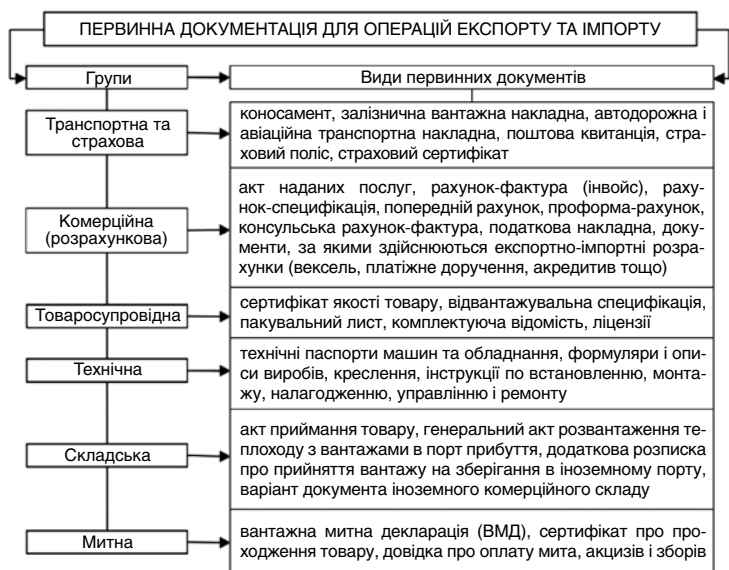 ПЕРВИННА ДОКУМЕНТАЦІЯ ДЛЯ ОПЕРАЦІЙ ЕКСПОРТУ ТА ІМПОРТУ
Групи
Види первинних документів
Транспортна та
страхова
коносамент, залізнична вантажна накладна, автодорожна і
авіаційна транспортна накладна, поштова квитанція, стра-
ховий поліс, страховий сертифікат
Комерційна
(розрахункова)
акт наданих послуг, рахунок-фактура (інвойс), раху-
нок-специфікація, попередній рахунок, проформа-рахунок,
консульська рахунок-фактура, податкова накладна, доку-
менти, за якими здійснюються експортно-імпортні розра-
хунки (вексель, платіжне доручення, акредитив тощо)
Товаросупровідна
сертифікат якості товару, відвантажувальна специфікація,
пакувальний лист, комплектуюча відомість, ліцензії
Технічна
технічні паспорти машин та обладнання, формуляри і опи-
си виробів, креслення, інструкції по встановленню, монта-
жу, налагодженню, управлінню і ремонту
Складська
акт приймання товару, генеральний акт розвантаження те-
плоходу з вантажами в порт прибуття, додаткова розписка
про прийняття вантажу на зберігання в іноземному порту,
варіант документа іноземного комерційного складу
Митна
вантажна митна декларація (ВМД), сертифікат про про-
ходження товару, довідка про оплату мита, акцизів і зборів